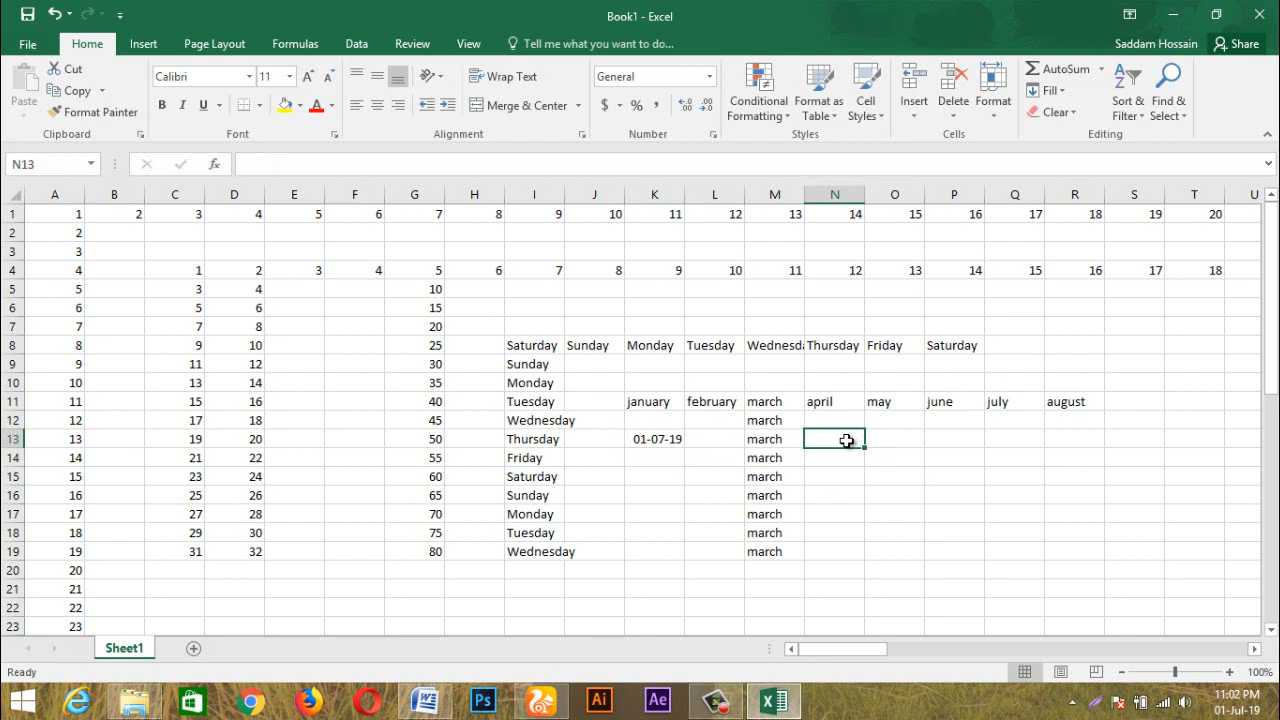 Book1 - Excel
File Home Insert Page Layout Formulas Data Review View Tell me what you want to do... Saddam Hossain Share
Paste Cut Copy Format Painter
Calibri 11 B I U A
Wrap Text Merge & Center
General $ % ,
Conditional Formatting Format as Table Cell Styles
Insert Delete Format
AutoSum Fill Clear Sort & Filter Find & Select
Clipboard Font Alignment Number Styles Cells Editing
N13 fx
A B C D E F G H I J K L M N O P Q R S T U
1 1 2 3 4 5 6 7 8 9 10 11 12 13 14 15 16 17 18 19 20
2 2
3 3
4 4 1 2 3 4 5 6 7 8 9 10 11 12 13 14 15 16 17 18
5 5 3 4 10
6 6 5 6 15
7 7 7 8 20
8 8 9 10 25 Saturday Sunday Monday Tuesday Wednesda Thursday Friday Saturday
9 9 11 12 30 Sunday
10 10 13 14 35 Monday
11 11 15 16 40 Tuesday january february march april may june july august
12 12 17 18 45 Wednesday march
13 13 19 20 50 Thursday 01-07-19 march
14 14 21 22 55 Friday march
15 15 23 24 60 Saturday march
16 16 25 26 65 Sunday march
17 17 27 28 70 Monday march
18 18 29 30 75 Tuesday march
19 19 31 32 80 Wednesday march
20 20
21 21
22 22
23 23
Sheet1
Ready 100%
Ps Ai Ae 11:02 PM
01-Jul-19